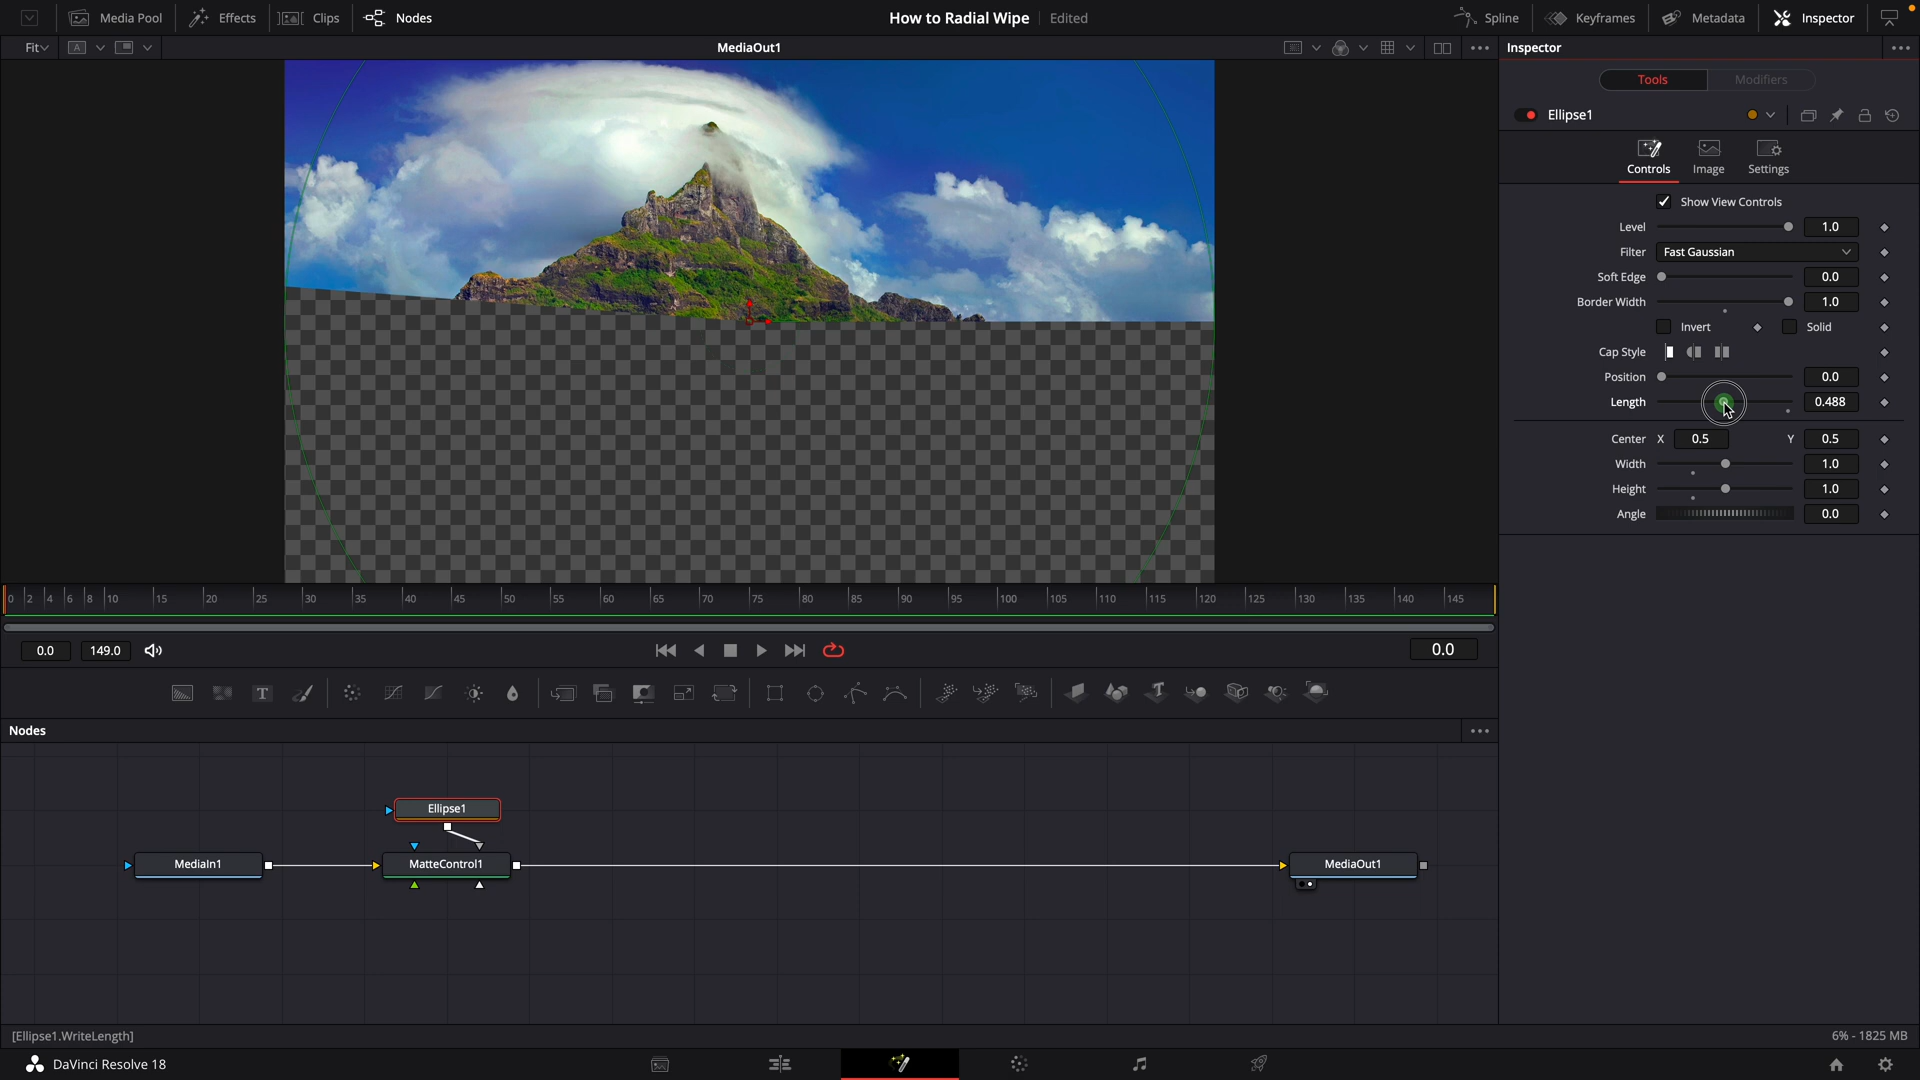 Media Pool
Effects
Clips
Nodes
How to Radial Wipe
Edited
Spline
Keyframes
Metadata
Inspector
Fit
A
MediaOut1
Inspector
Tools
Modifiers
Ellipse1
Controls
Image
Settings
Show View Controls
Level 1.0
Filter Fast Gaussian
Soft Edge 0.0
Border Width 1.0
Invert Solid
Cap Style
Position 0.0
Length 0.488
Center X 0.5 Y 0.5
Width 1.0
Height 1.0
Angle 0.0
0 2 4 6 8 10 15 20 25 30 35 40 45 50 55 60 65 70 75 80 85 90 95 100 105 110 115 120 125 130 135 140 145
0.0 149.0 0.0
T
Nodes
Ellipse1
MediaIn1
MatteControl1
MediaOut1
[Ellipse1.WriteLength]
6% - 1825 MB
DaVinci Resolve 18